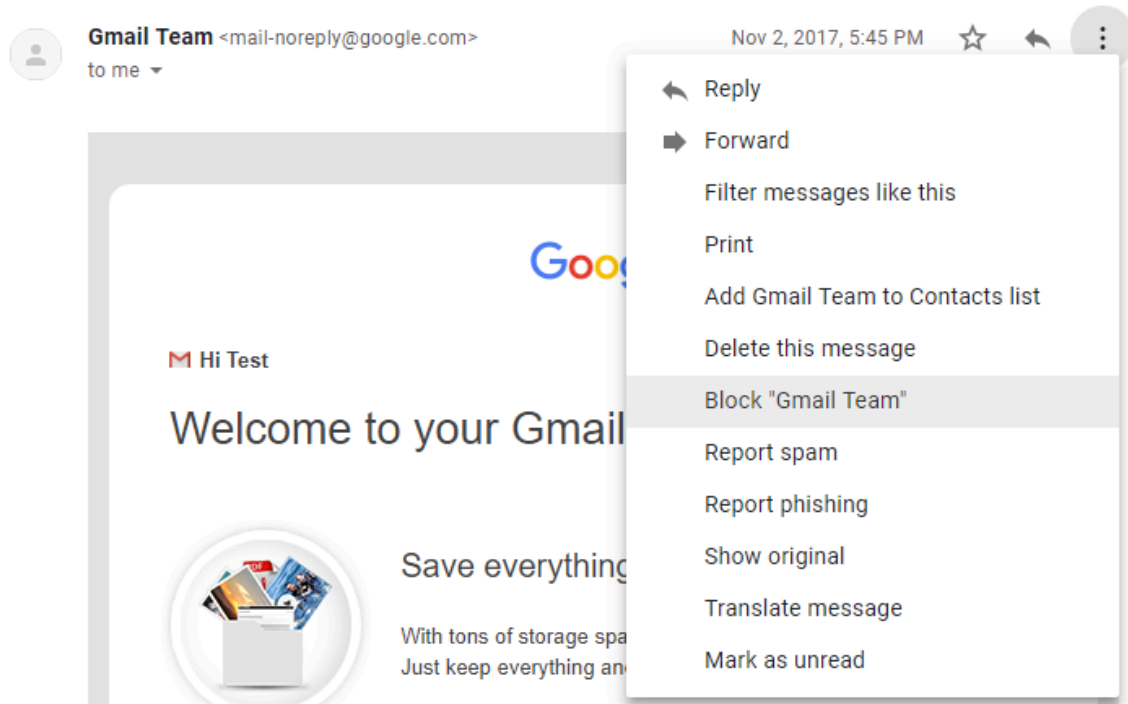 Gmail Team <mail-noreply@google.com>
Nov 2, 2017, 5:45 PM
to me
Reply
Forward
Filter messages like this
Print
Add Gmail Team to Contacts list
Delete this message
Block "Gmail Team"
Report spam
Report phishing
Show original
Translate message
Mark as unread
Goog
Hi Test
Welcome to your Gmail
PDF
Save everything
With tons of storage spa
Just keep everything an